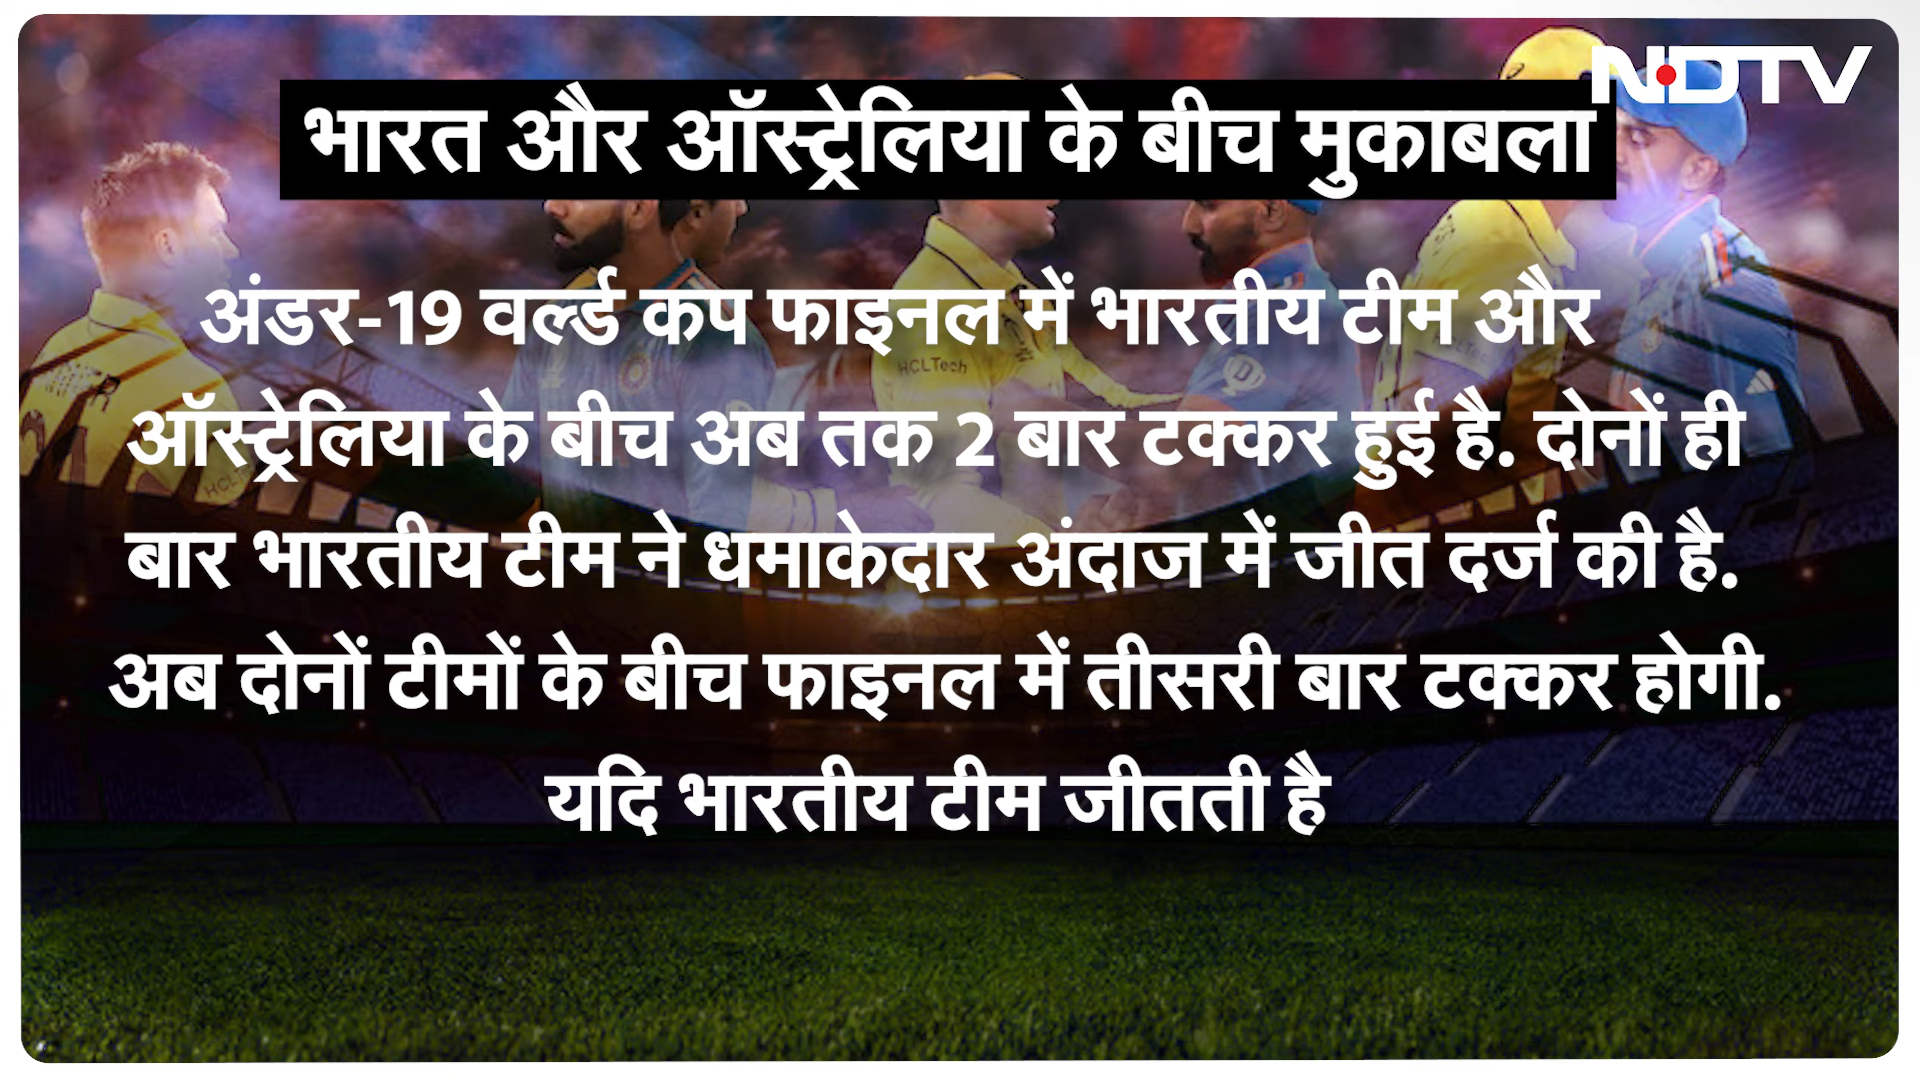 NDTV
भारत और ऑस्ट्रेलिया के बीच मुकाबला
अंडर-19 वर्ल्ड कप फाइनल में भारतीय टीम और
ऑस्ट्रेलिया के बीच अब तक 2 बार टक्कर हुई है. दोनों ही
बार भारतीय टीम ने धमाकेदार अंदाज में जीत दर्ज की है.
अब दोनों टीमों के बीच फाइनल में तीसरी बार टक्कर होगी.
यदि भारतीय टीम जीतती है
HCLTech